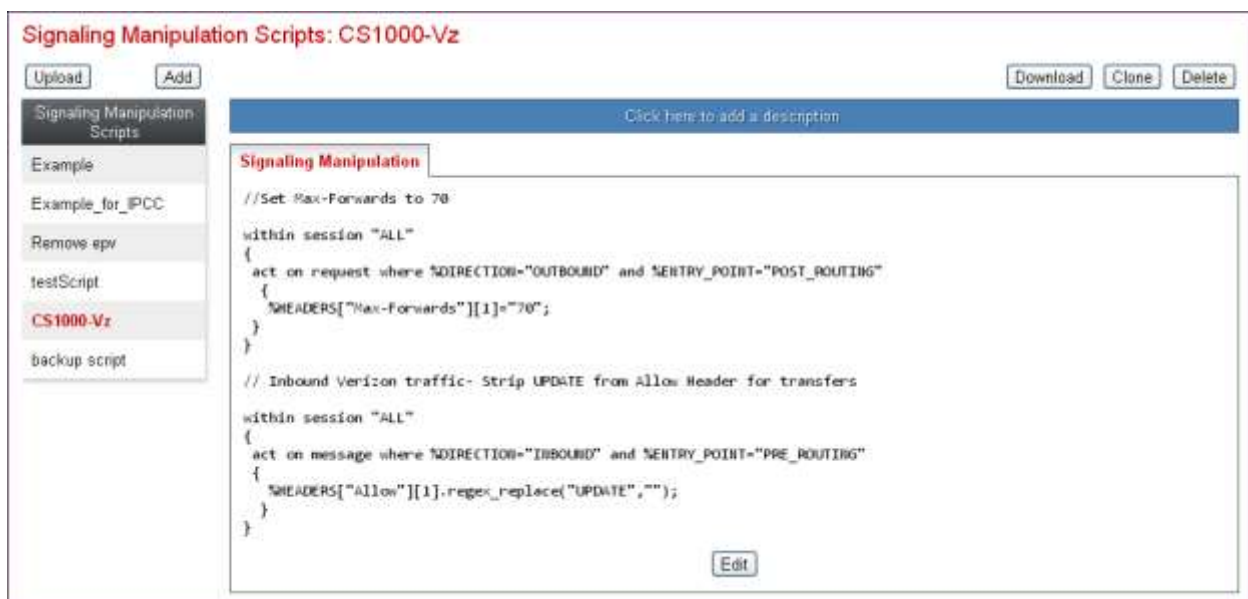 Signaling Manipulation Scripts: CS1000-Vz
Upload Add Download Clone Delete
Signaling Manipulation
Scripts
Click here to add a description
Example
Example_for_IPCC
Remove epv
testScript
CS1000-Vz
backup script
Signaling Manipulation
//Set Max-Forwards to 70
within session "ALL"
{
act on request where %DIRECTION="OUTBOUND" and %ENTRY_POINT="POST_ROUTING"
{
%HEADERS["Max-Forwards"][1]="70";
}
}
// Inbound Verizon traffic- Strip UPDATE from Allow Header for transfers
within session "ALL"
{
act on message where %DIRECTION="INBOUND" and %ENTRY_POINT="PRE_ROUTING"
{
%HEADERS["Allow"][1].regex_replace("UPDATE","");
}
}
Edit